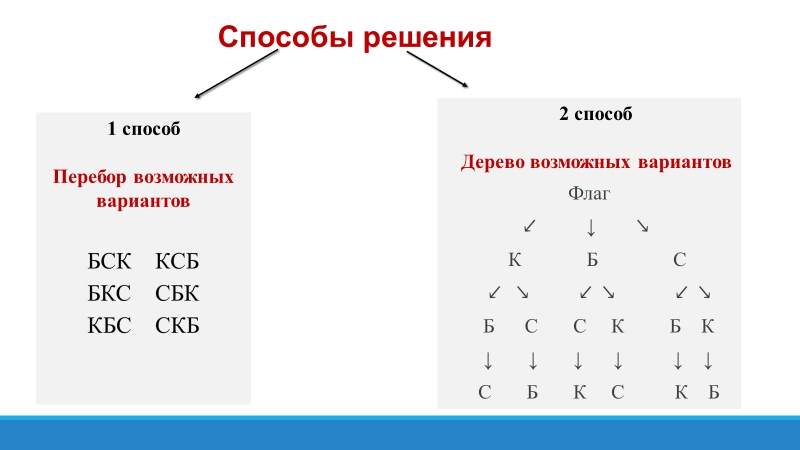 Способы решения
1 способ
Перебор возможных
вариантов
БСК КСБ
БКС СБК
КБС СКБ
2 способ
Дерево возможных вариантов
Флаг
↙ ↓ ↘
К Б С
↙ ↘ ↙ ↘ ↙ ↘
Б С С К Б К
↓ ↓ ↓ ↓ ↓ ↓
С Б К С К Б